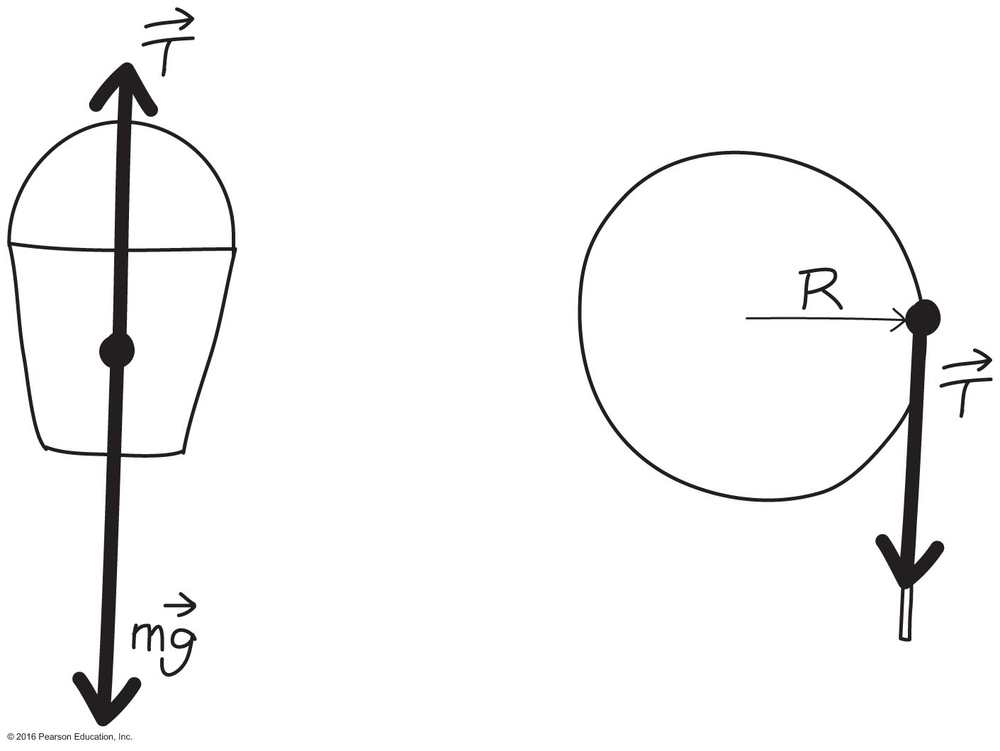 T⃗
R
T⃗
mg⃗
© 2016 Pearson Education, Inc.